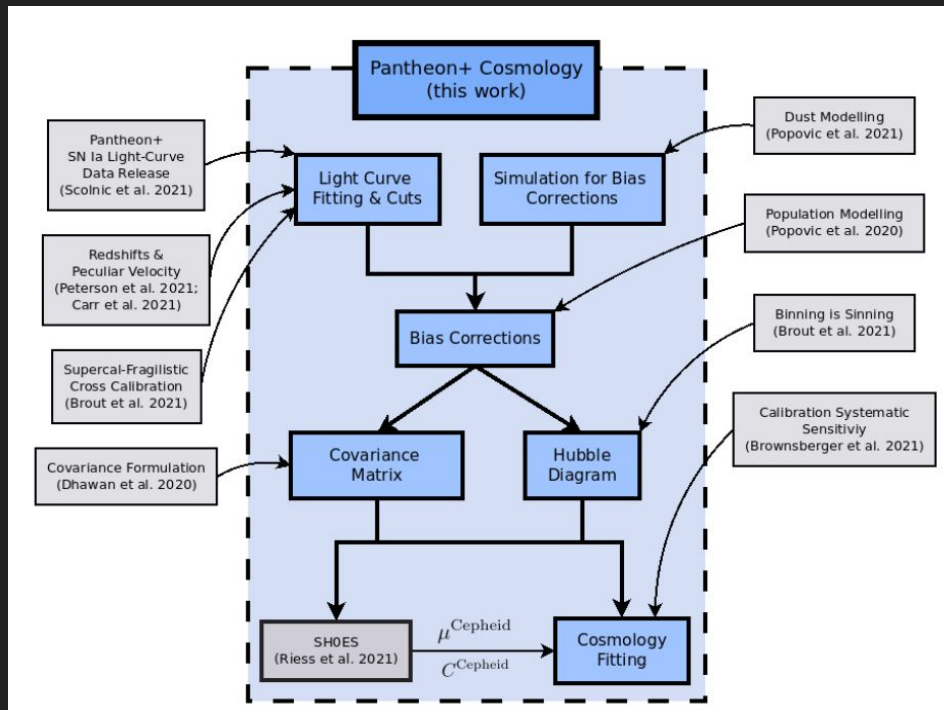 Pantheon+ Cosmology
(this work)
Pantheon+
SN Ia Light-Curve
Data Release
(Scolnic et al. 2021)
Redshifts &
Peculiar Velocity
(Peterson et al. 2021;
Carr et al. 2021)
Supercal-Fragilistic
Cross Calibration
(Brout et al. 2021)
Covariance Formulation
(Dhawan et al. 2020)
Light Curve
Fitting & Cuts
Simulation for Bias
Corrections
Bias Corrections
Covariance
Matrix
Hubble
Diagram
SH0ES
(Riess et al. 2021)
μ^Cepheid
C^Cepheid
Cosmology
Fitting
Dust Modelling
(Popovic et al. 2021)
Population Modelling
(Popovic et al. 2020)
Binning is Sinning
(Brout et al. 2021)
Calibration Systematic
Sensitiviy
(Brownsberger et al. 2021)